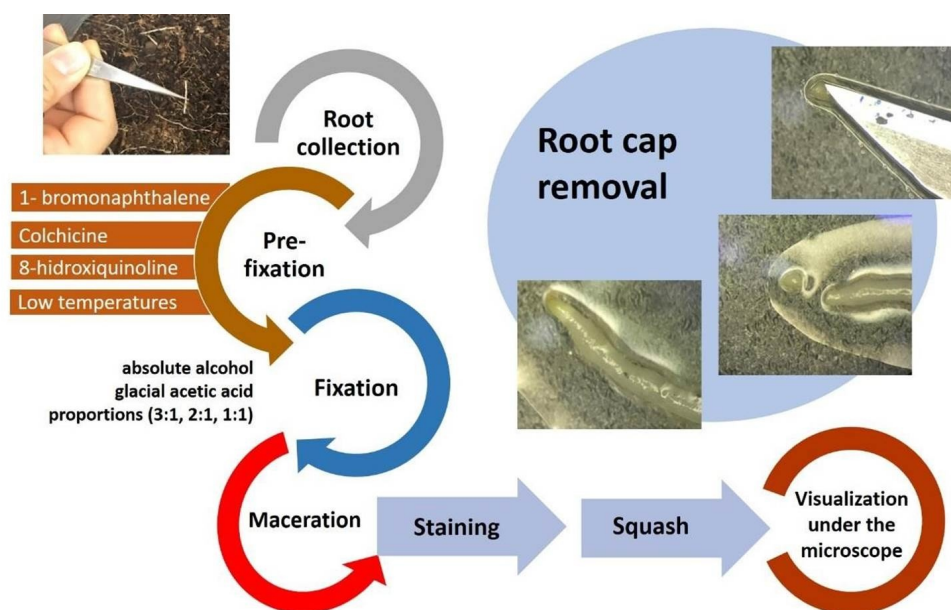 Root
collection
1- bromonaphthalene
Colchicine
8-hidroxiquinoline
Low temperatures
Pre-
fixation
absolute alcohol
glacial acetic acid
proportions (3:1, 2:1, 1:1)
Fixation
Maceration
Staining
Squash
Visualization
under the
microscope
Root cap
removal